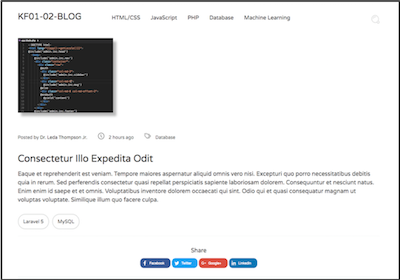 KF01-02-BLOG
HTML/CSS JavaScript PHP Database Machine Learning
Posted by Dr. Leda Thompson Jr. 2 hours ago Database
Consectetur Illo Expedita Odit
Eaque et reprehenderit est veniam. Tempore maiores aspernatur aliquid omnis vero nisi. Excepturi quo porro necessitatibus debitis
quia in rerum. Sed perferendis consectetur quasi repellat perspiciatis sapiente laboriosam dolorem. Consequuntur et nesciunt natus.
Enim enim id saepe et et omnis. Voluptatibus inventore dolorem occaecati qui sint. Odio qui et quasi consequatur magnam ut
voluptas voluptate. Similique illum quo facere culpa.
Laravel 5 MySQL
Share
Facebook Twitter Google+ LinkedIn